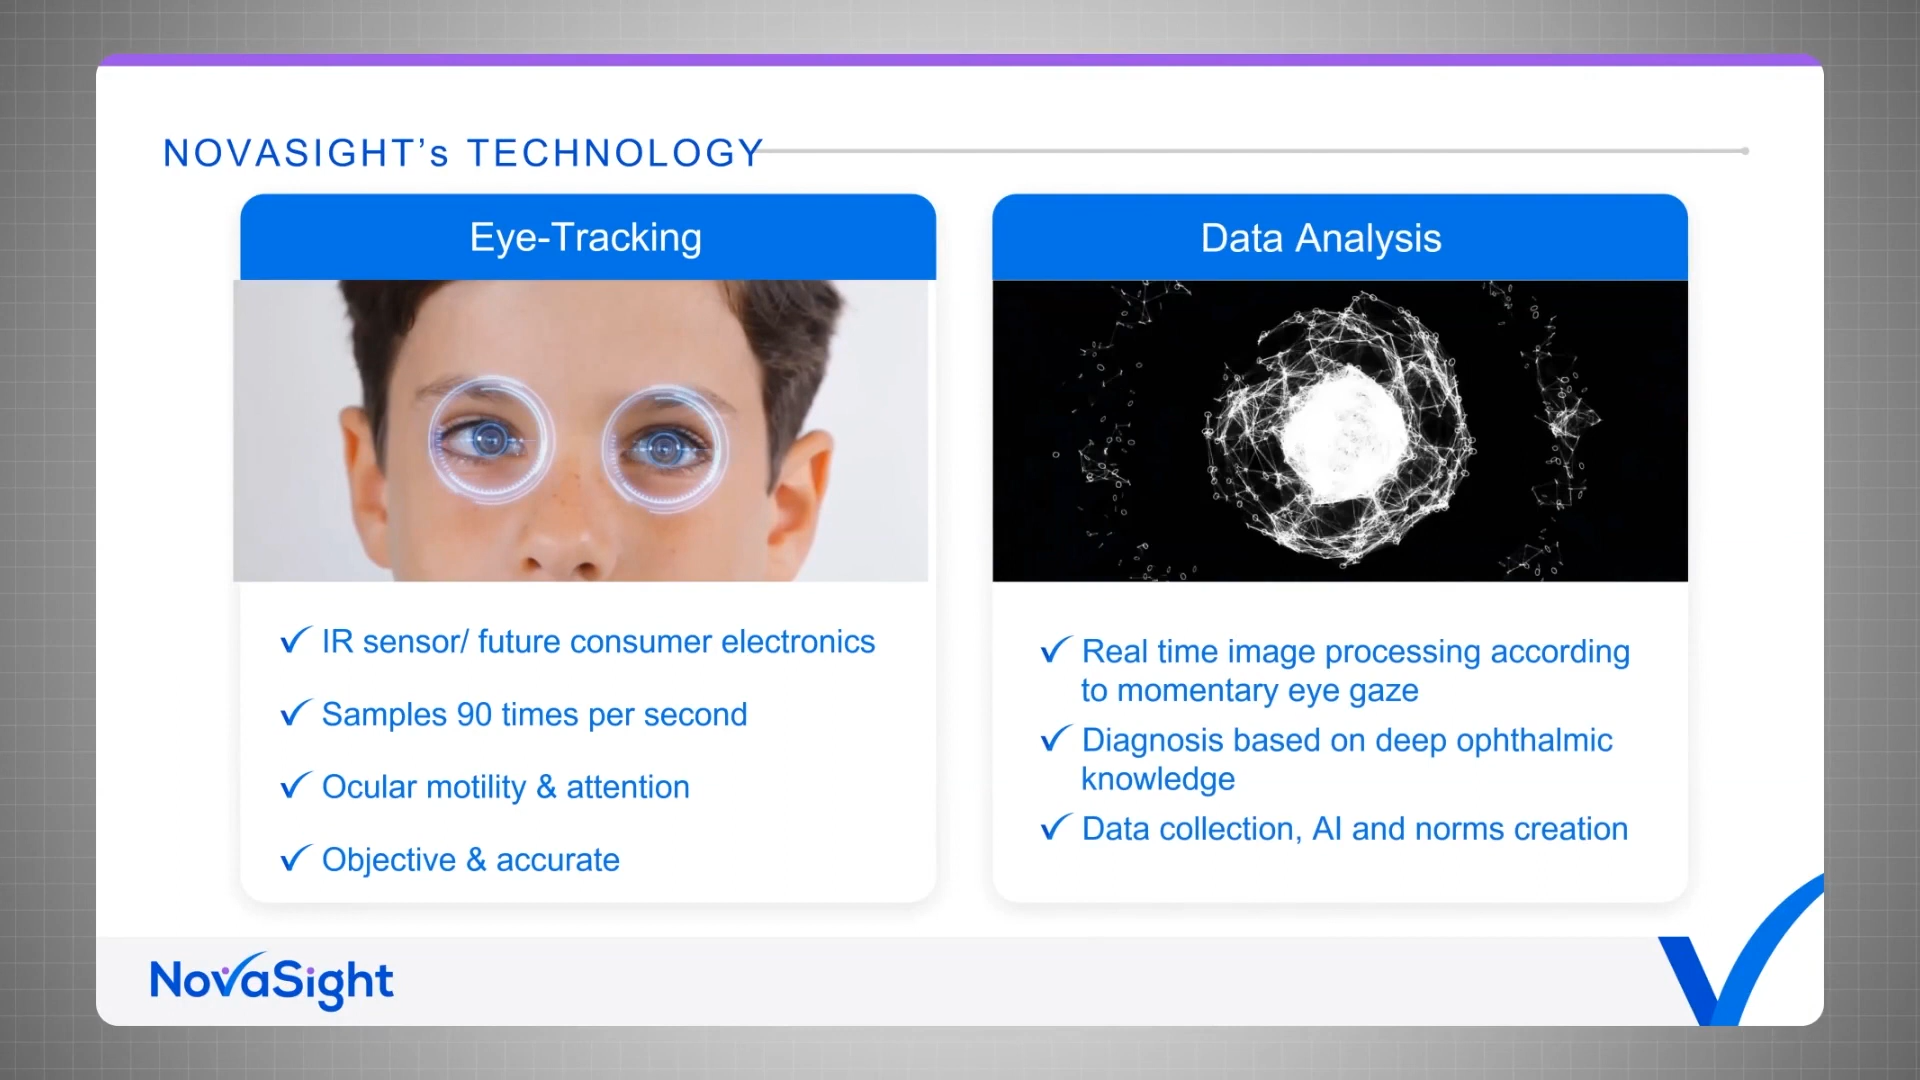 NOVASIGHT’s TECHNOLOGY
Eye-Tracking
IR sensor/ future consumer electronics
Samples 90 times per second
Ocular motility & attention
Objective & accurate
Data Analysis
Real time image processing according
to momentary eye gaze
Diagnosis based on deep ophthalmic
knowledge
Data collection, AI and norms creation
NovaSight